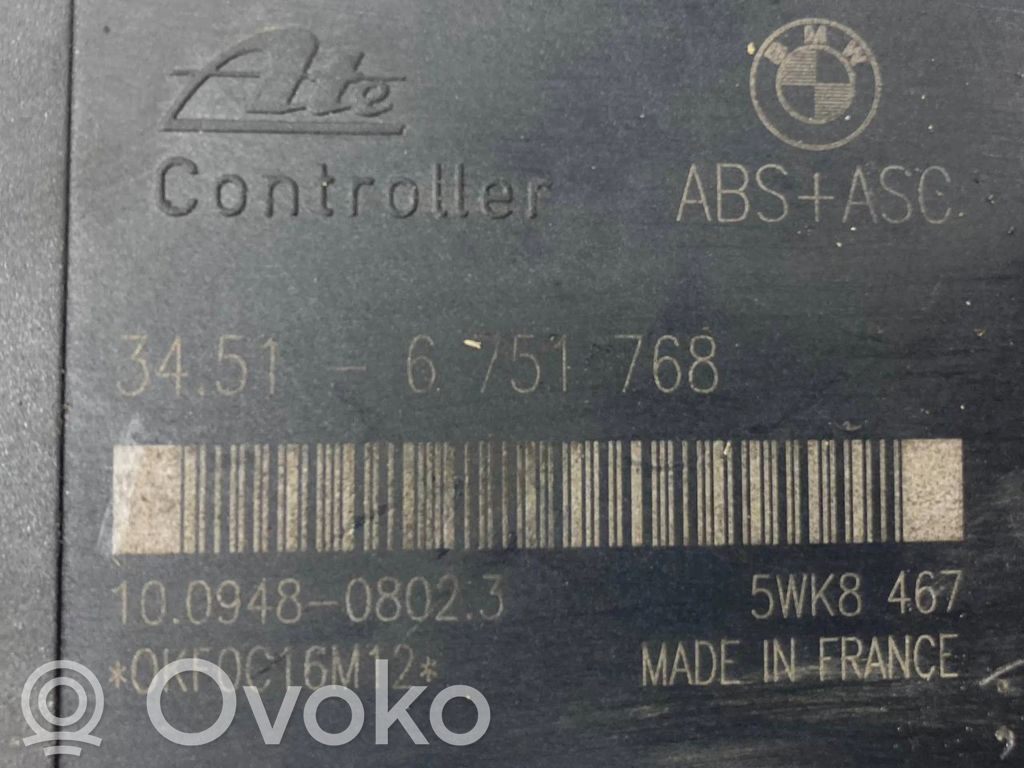 BMW
Ate
Controller
ABS+ASC
34.51 - 6 751 768
10.0948-0802.3
5WK8 467
*0KF0C16M12*
MADE IN FRANCE
Ovoko